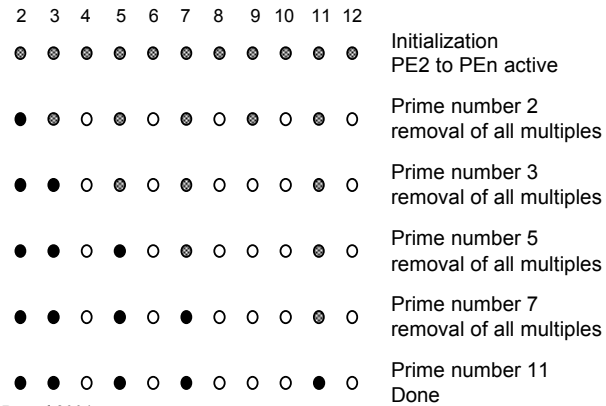 2 3 4 5 6 7 8 9 10 11 12
Initialization
PE2 to PEn active
Prime number 2
removal of all multiples
Prime number 3
removal of all multiples
Prime number 5
removal of all multiples
Prime number 7
removal of all multiples
Prime number 11
Done